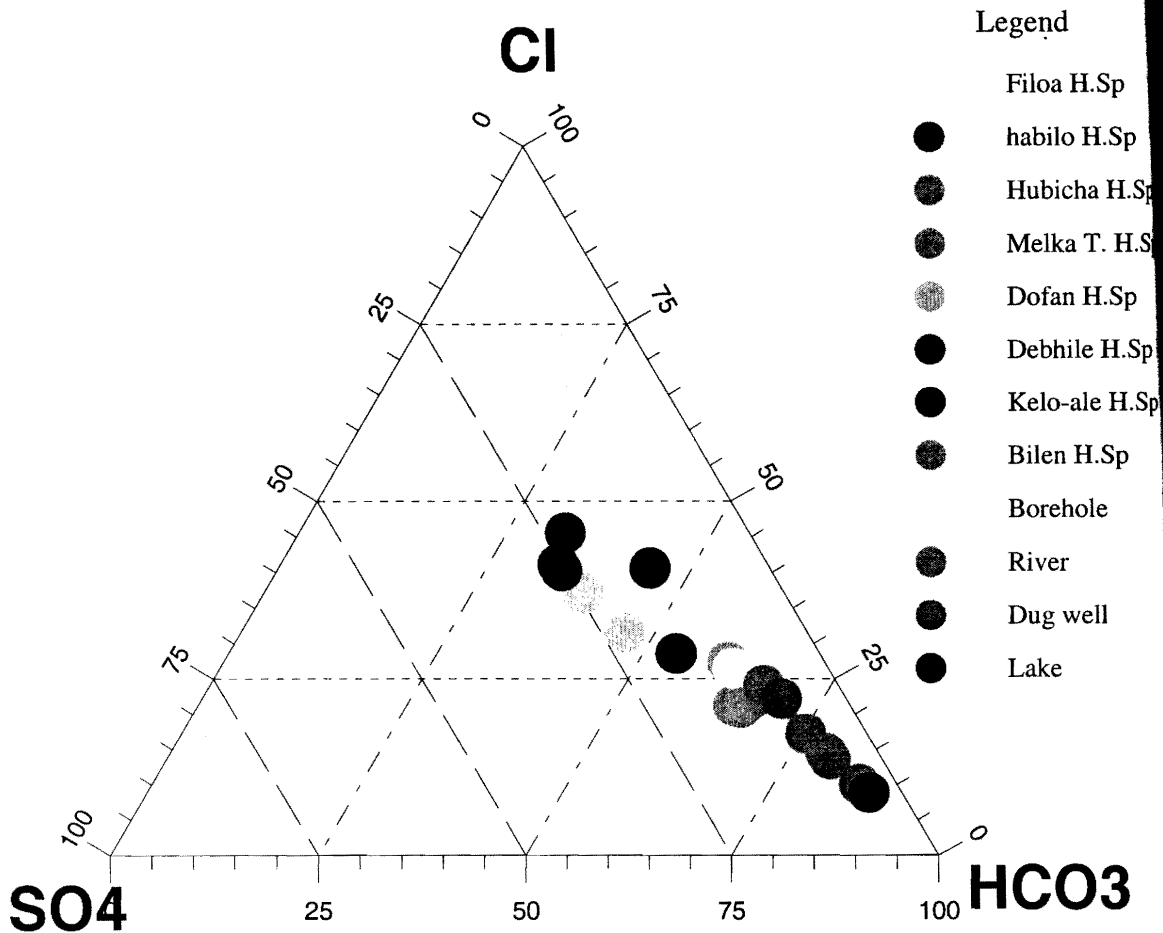 Legend
Cl
Filoa H.Sp
habilo H.Sp
Hubicha H.Sp
Melka T. H.Sp
Dofan H.Sp
Debhile H.Sp
Kelo-ale H.Sp
Bilen H.Sp
Borehole
River
Dug well
Lake
0
100
25
75
50
50
75
25
100
0
SO4
25
50
75
100
HCO3